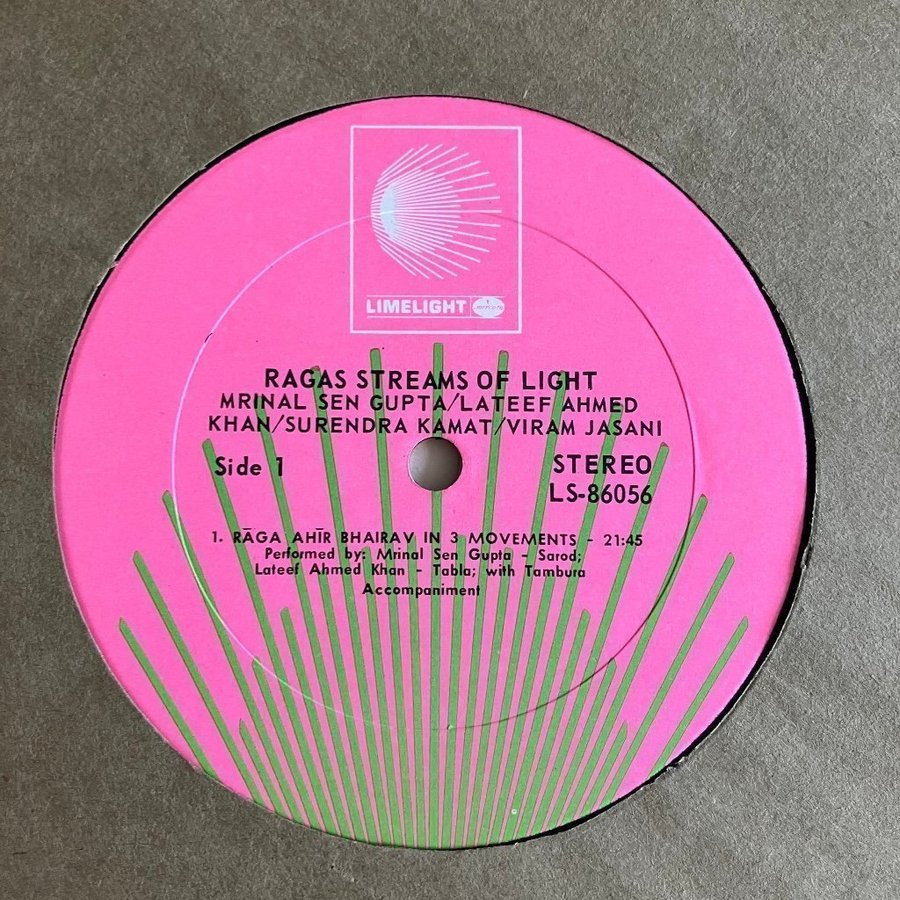 LIMELIGHT
RAGAS STREAMS OF LIGHT
MRINAL SEN GUPTA/LATEEF AHMED
KHAN/SURENDRA KAMAT/VIRAM JASANI
Side 1
STEREO
LS-86056
1. RĀGA AHĪR BHAIRAV IN 3 MOVEMENTS - 21:45
Performed by: Mrinal Sen Gupta - Sarod;
Lateef Ahmed Khan - Tabla; with Tambura
Accompaniment